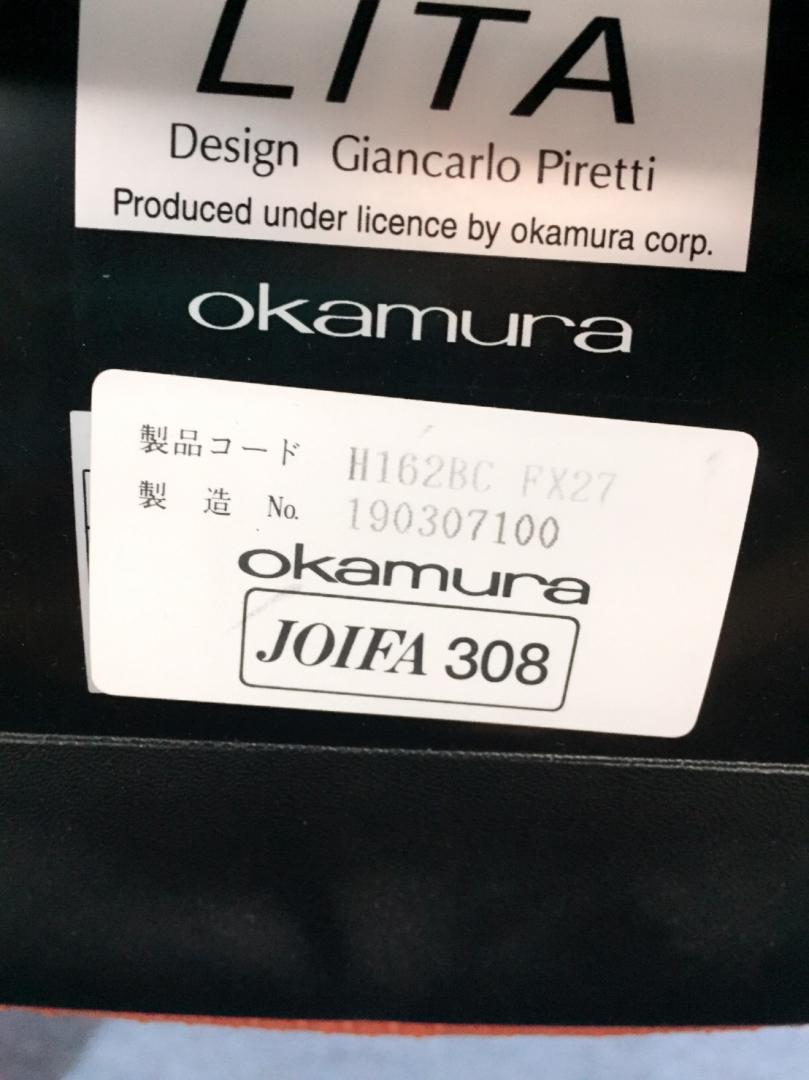 LITA
Design Giancarlo Piretti
Produced under licence by okamura corp.
okamura
製品コード H162BC FX27
製 造 No. 190307100
okamura
JOIFA 308